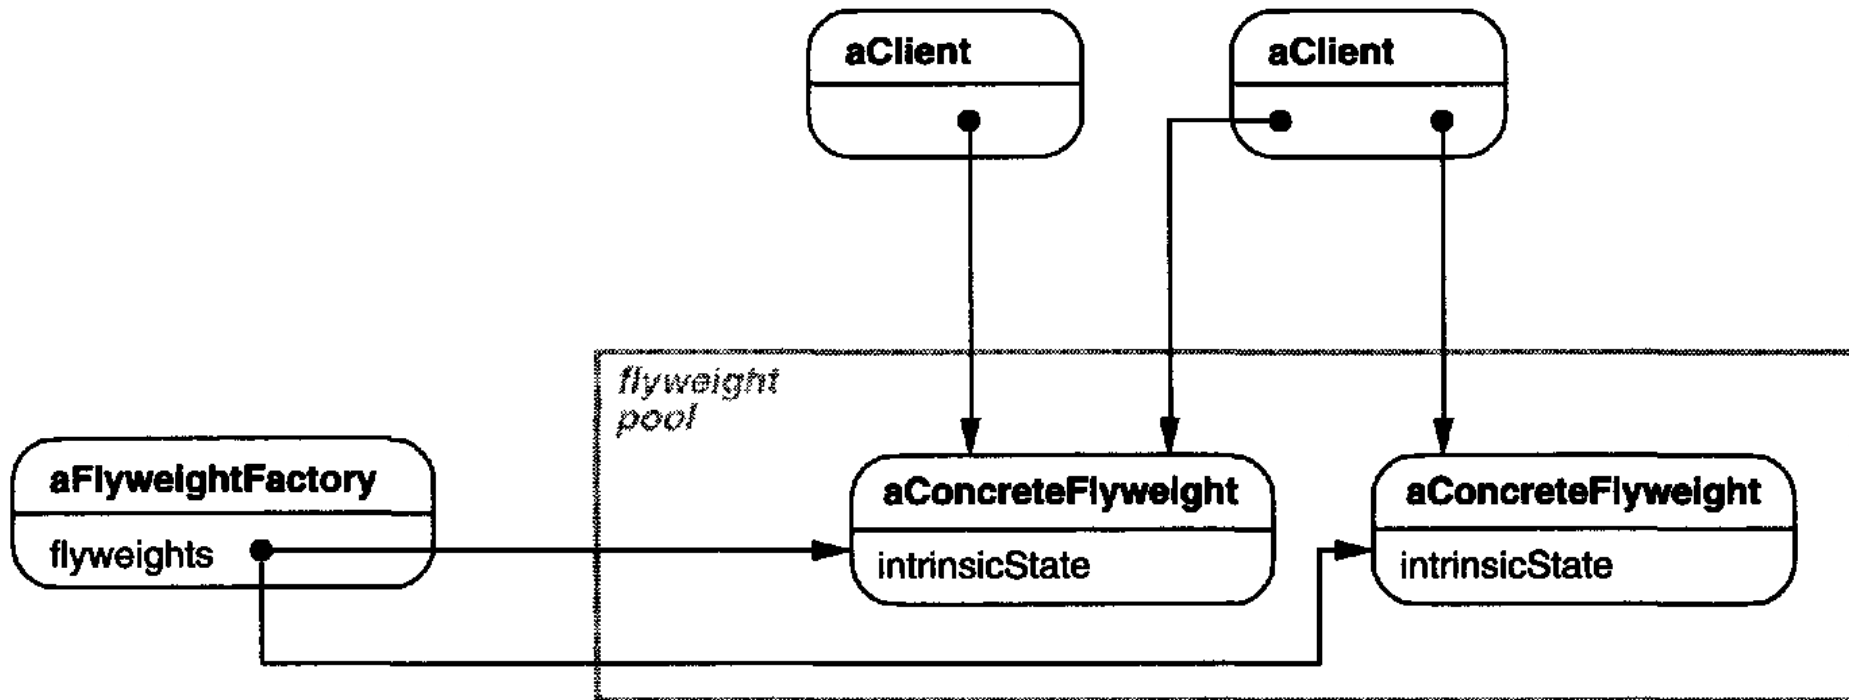 aClient
aClient
flyweight
pool
aFlyweightFactory
flyweights
aConcreteFlyweight
intrinsicState
aConcreteFlyweight
intrinsicState